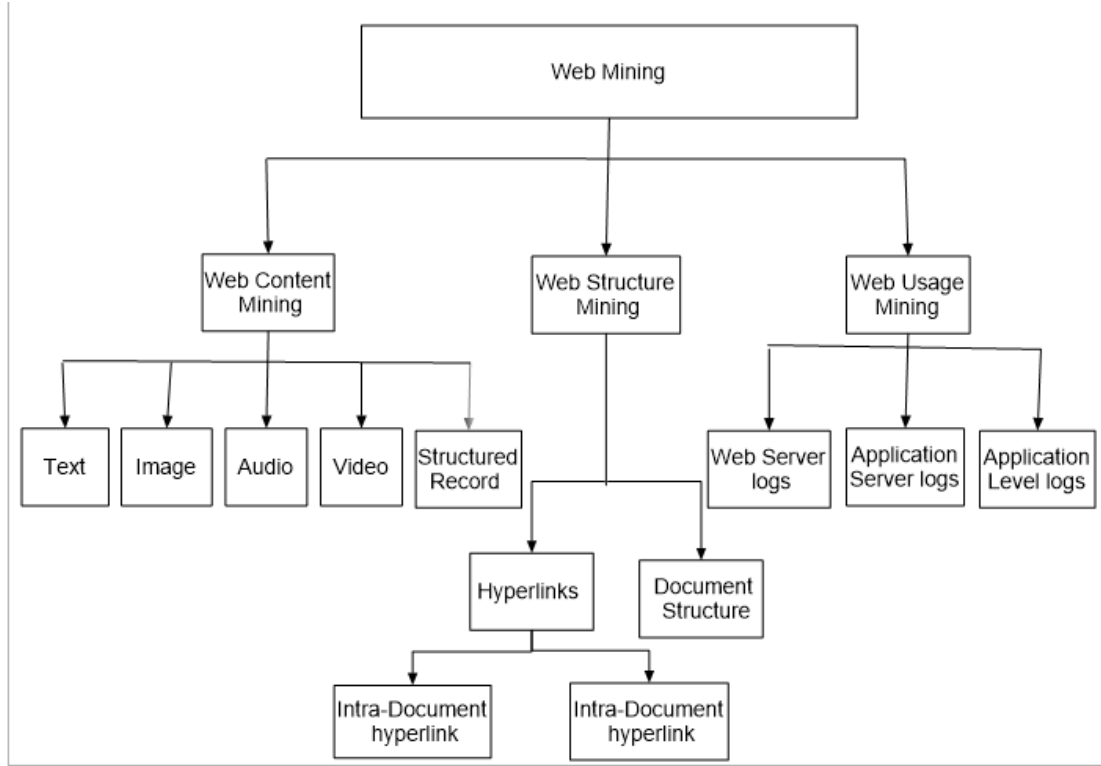 Web Mining
Web Content
Mining
Web Structure
Mining
Web Usage
Mining
Text
Image
Audio
Video
Structured
Record
Web Server
logs
Application
Server logs
Application
Level logs
Hyperlinks
Document
Structure
Intra-Document
hyperlink
Intra-Document
hyperlink